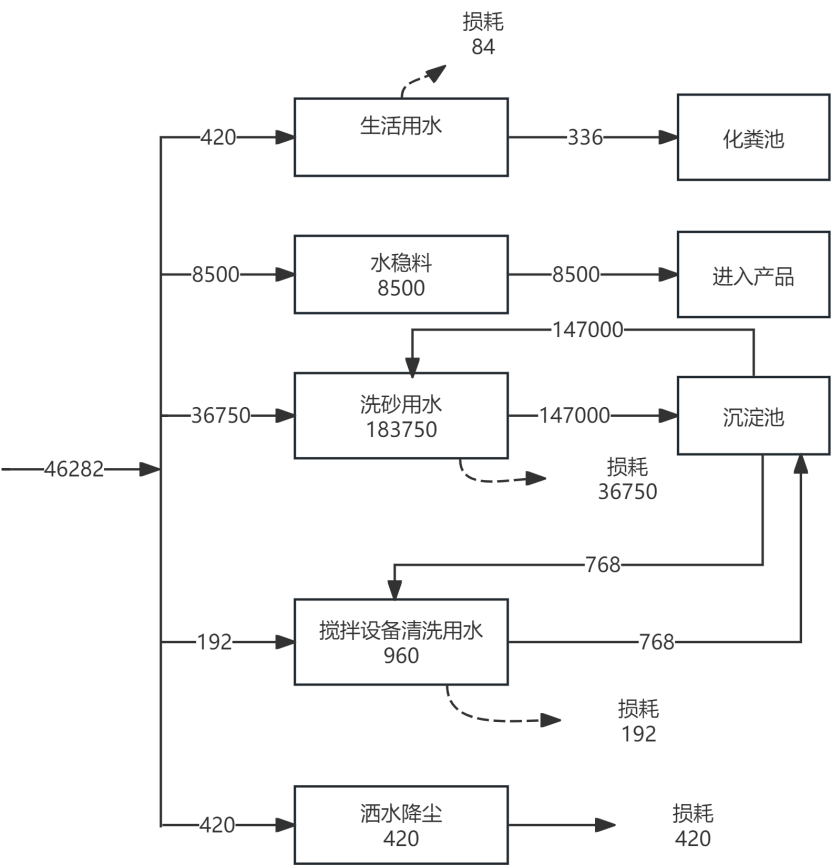 损耗
84
420
生活用水
336
化粪池
8500
水稳料
8500
8500
进入产品
147000
36750
洗砂用水
183750
147000
沉淀池
46282
损耗
36750
768
192
搅拌设备清洗用水
960
768
损耗
192
420
洒水降尘
420
损耗
420